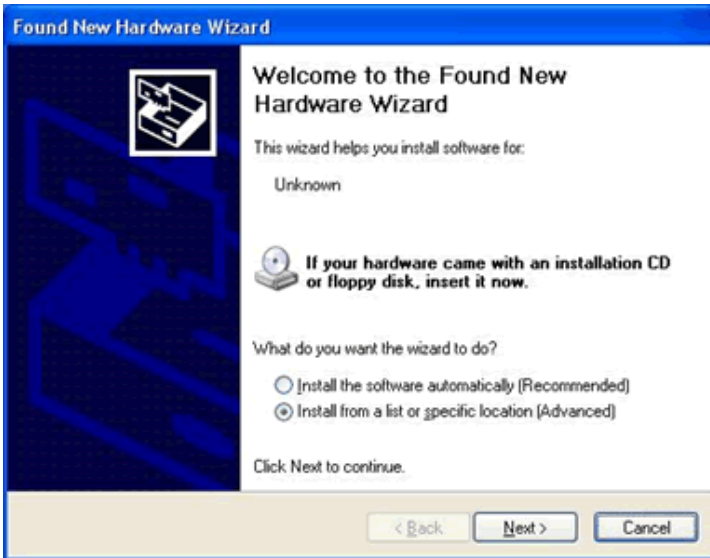 Found New Hardware Wizard
Welcome to the Found New
Hardware Wizard
This wizard helps you install software for:
Unknown
If your hardware came with an installation CD
or floppy disk, insert it now.
What do you want the wizard to do?
Install the software automatically (Recommended)
Install from a list or specific location (Advanced)
Click Next to continue.
< Back Next > Cancel